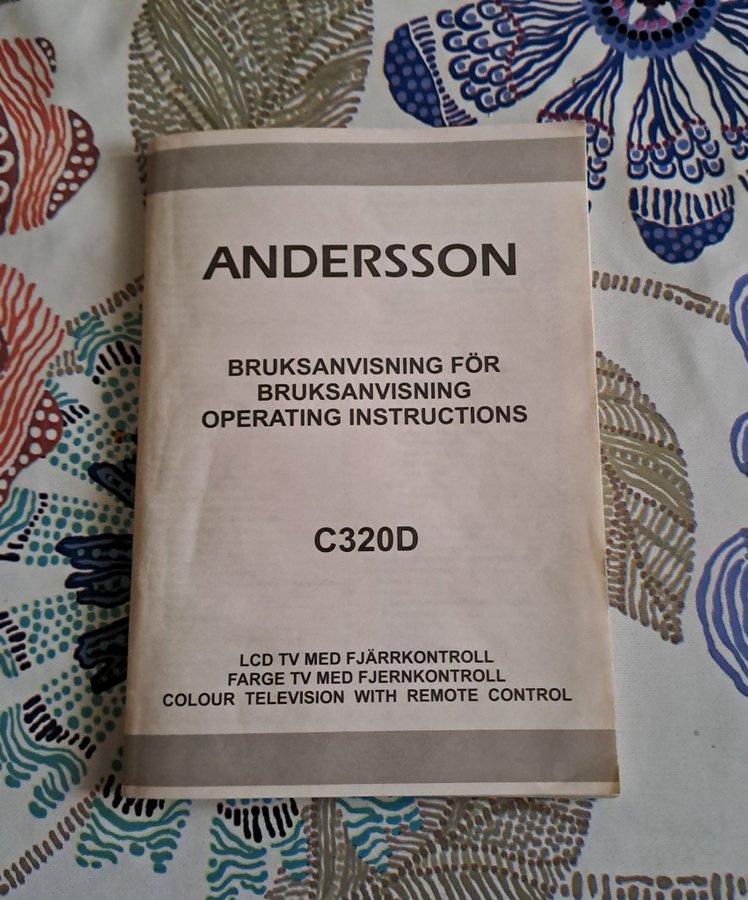 ANDERSSON
BRUKSANVISNING FÖR
BRUKSANVISNING
OPERATING INSTRUCTIONS
C320D
LCD TV MED FJÄRRKONTROLL
FARGE TV MED FJERNKONTROLL
COLOUR TELEVISION WITH REMOTE CONTROL